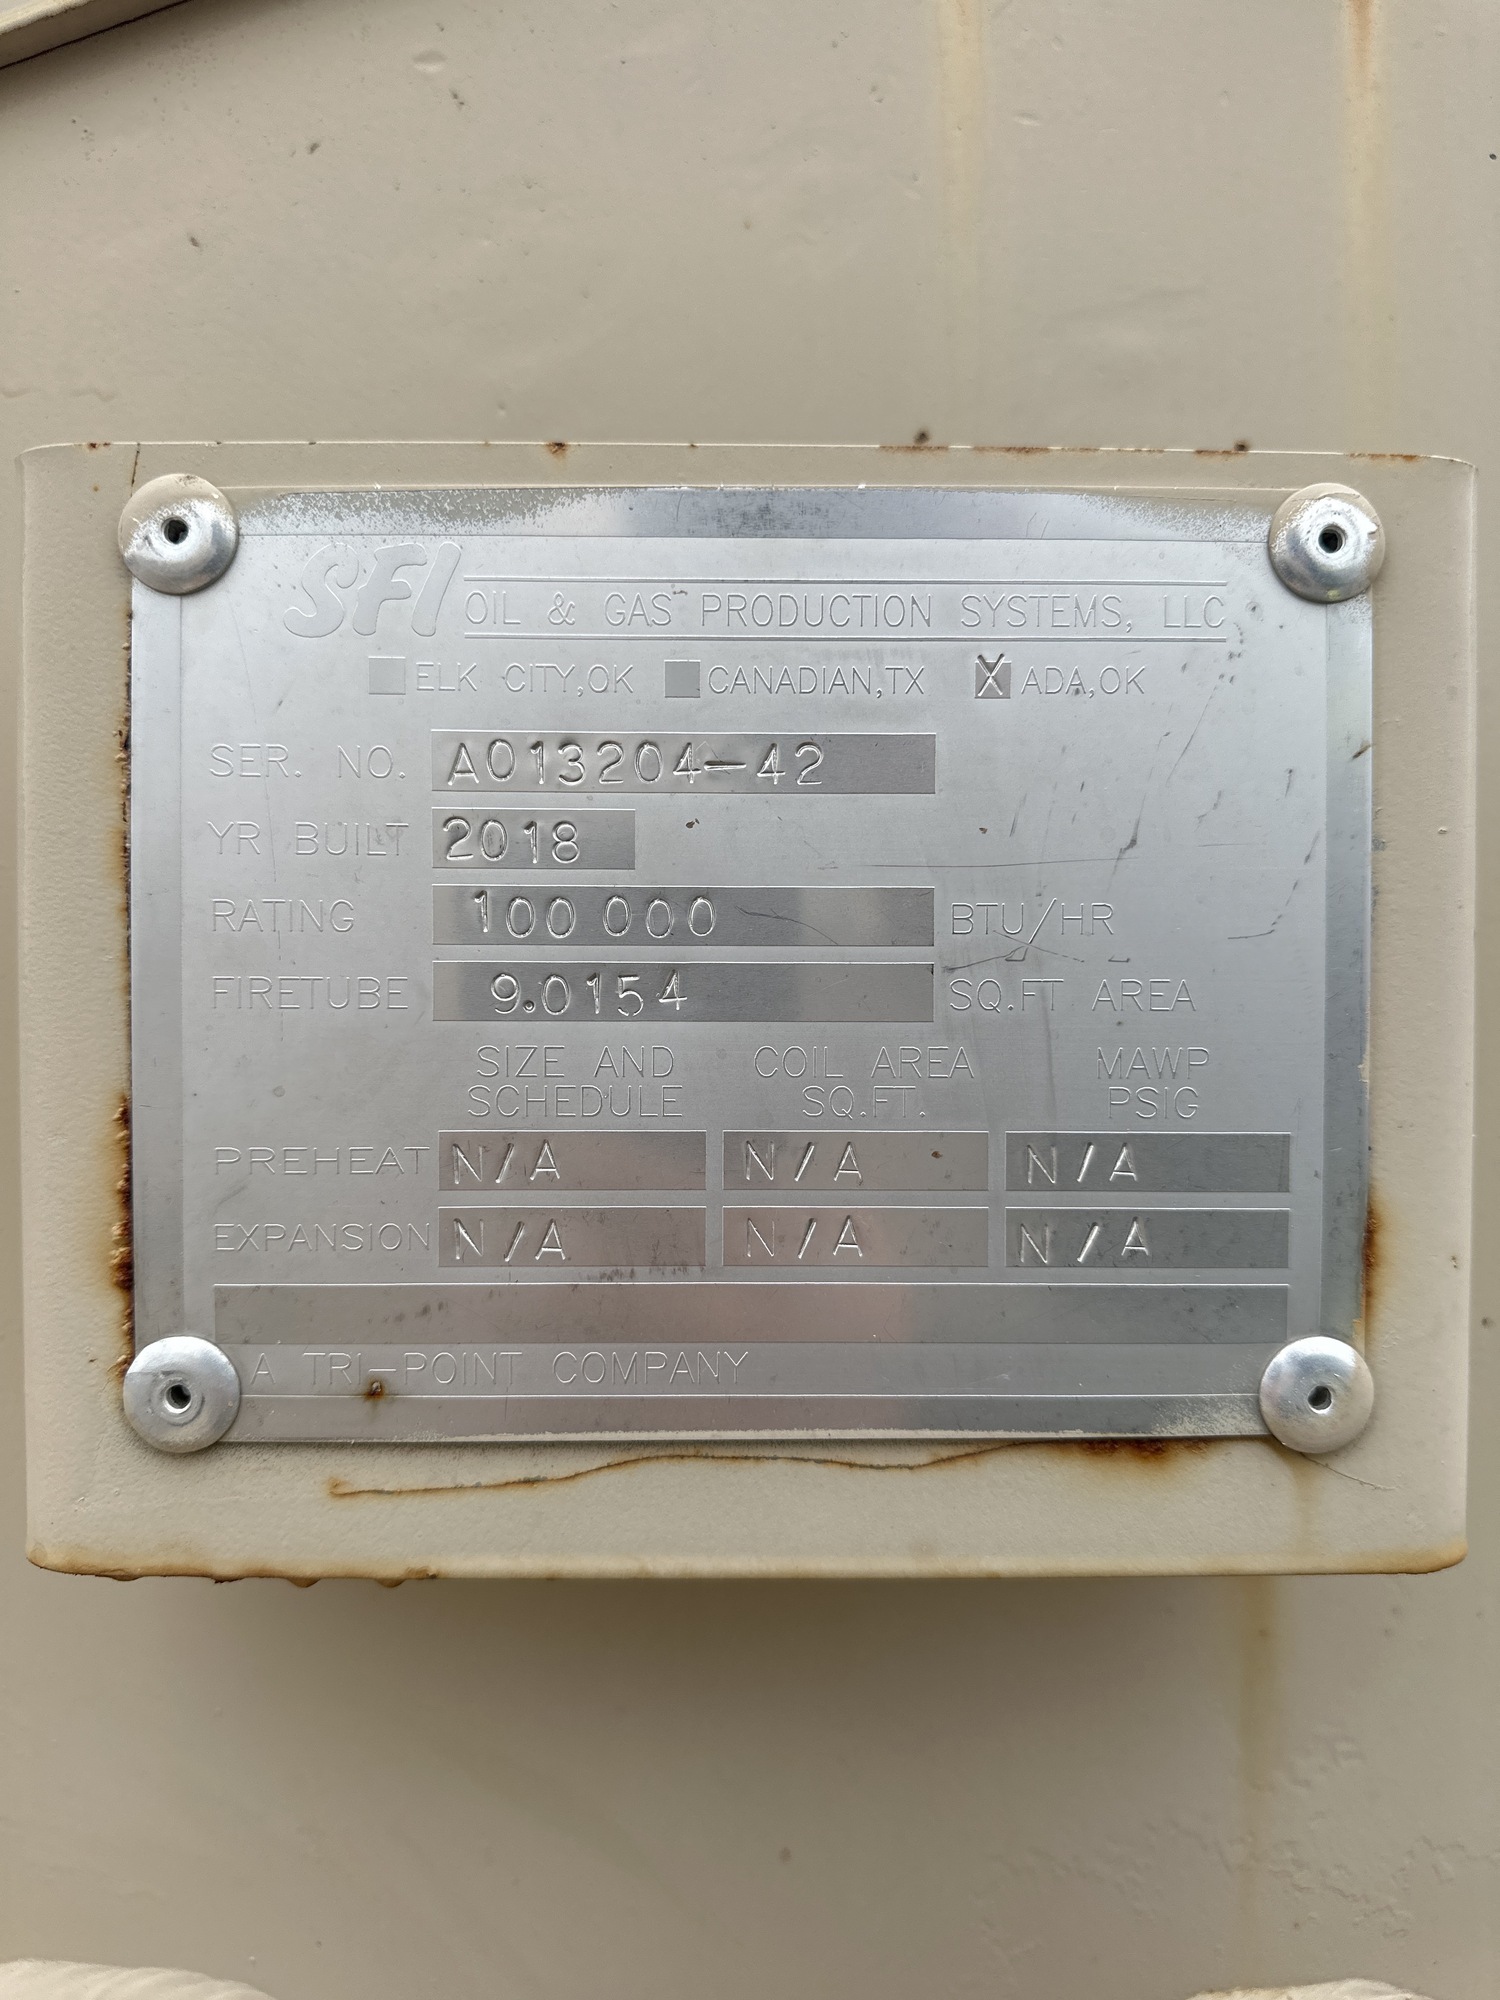 SFI OIL & GAS PRODUCTION SYSTEMS, LLC
ELK CITY, OK CANADIAN, TX X ADA, OK
SER. NO. A013204-42
YR BUILT 2018
RATING 100 000 BTU/HR
FIRETUBE 9.0154 SQ.FT AREA
SIZE AND SCHEDULE COIL AREA SQ.FT. MAWP PSIG
PREHEAT N/A N/A N/A
EXPANSION N/A N/A N/A
A TRI-POINT COMPANY